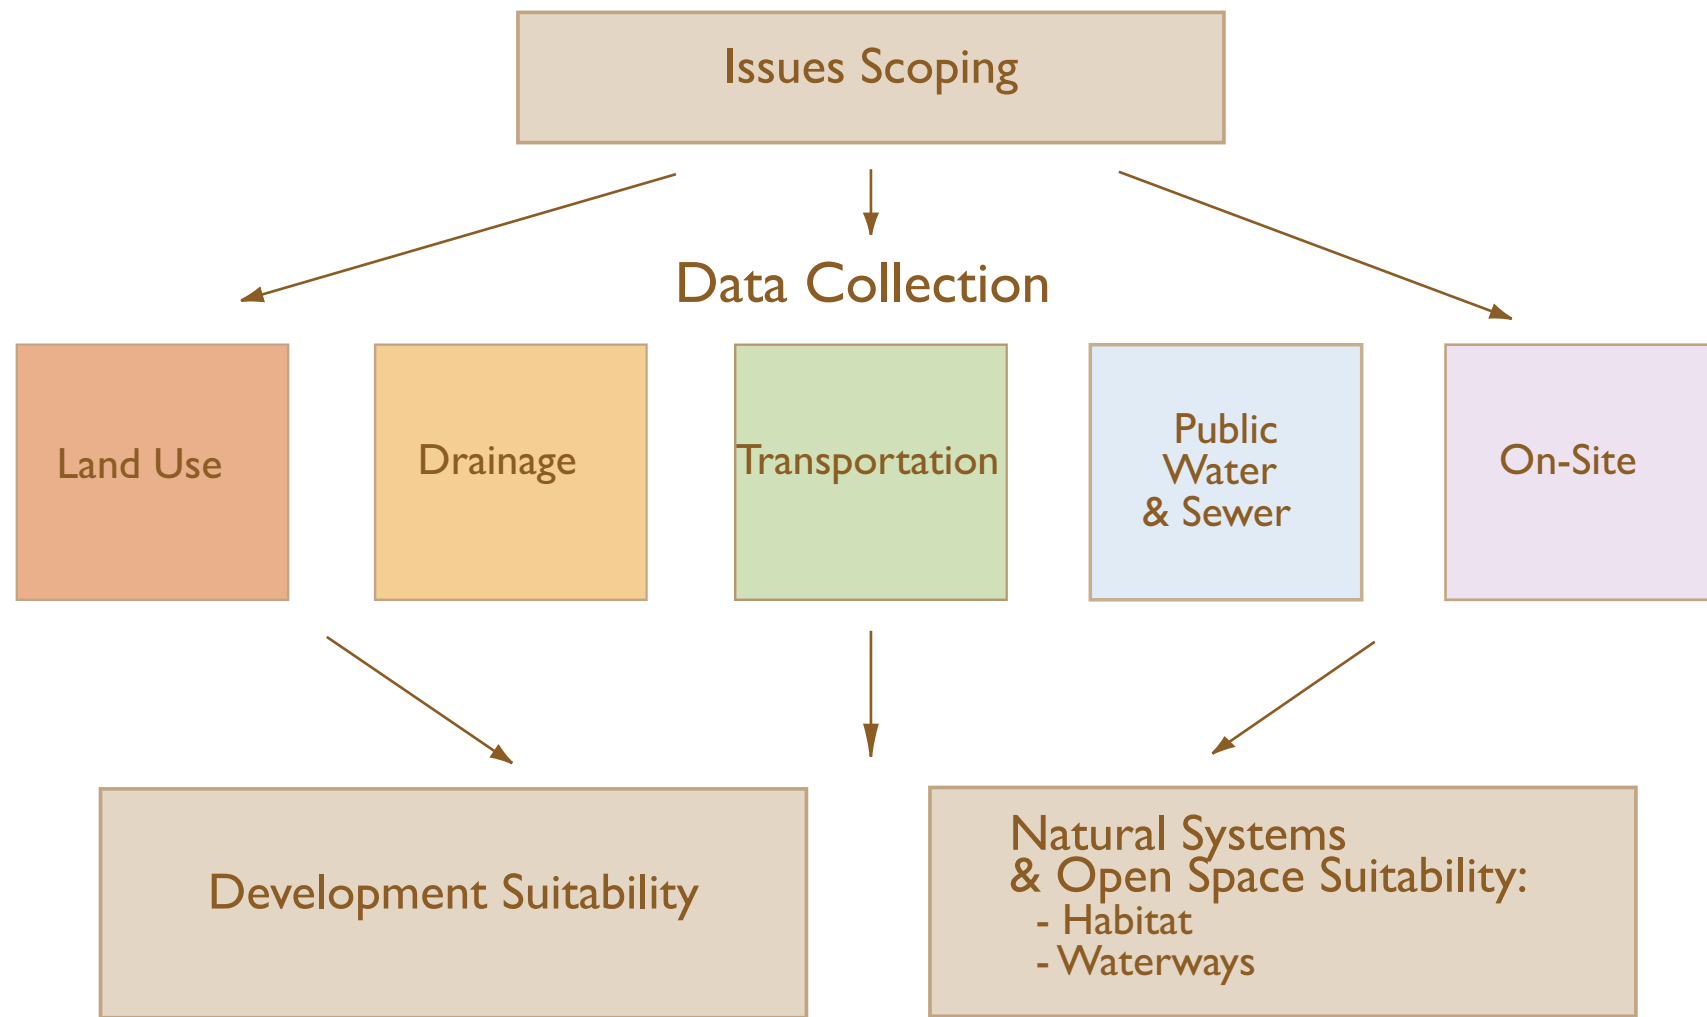 Issues Scoping
Data Collection
Land Use
Drainage
Transportation
Public
Water
& Sewer
On-Site
Development Suitability
Natural Systems
& Open Space Suitability:
- Habitat
- Waterways